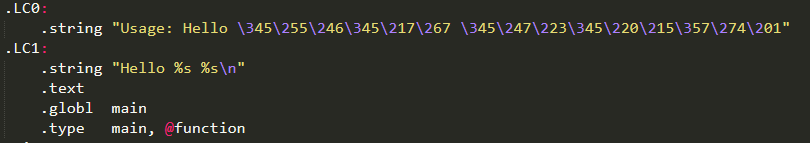 .LC0:
.string "Usage: Hello \345\255\246\345\217\267 \345\247\223\345\220\215\357\274\201"
.LC1:
.string "Hello %s %s\n"
.text
.globl main
.type main, @function